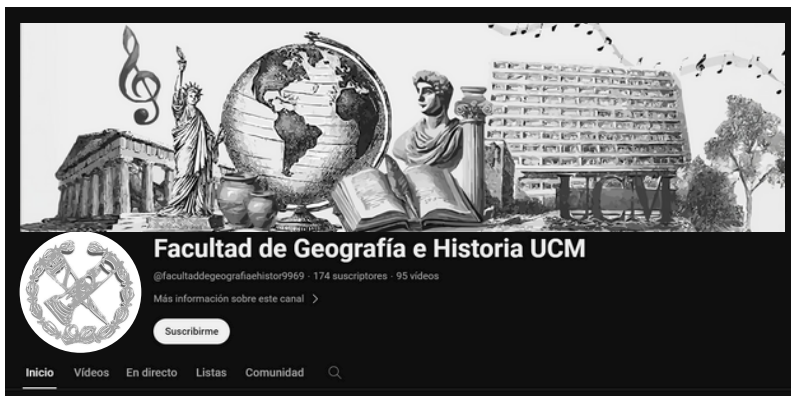 UCM
Facultad de Geografía e Historia UCM
@facultaddegeografiaehistor9969 · 174 suscriptores · 95 vídeos
Más información sobre este canal
Suscribirme
Inicio Vídeos En directo Listas Comunidad